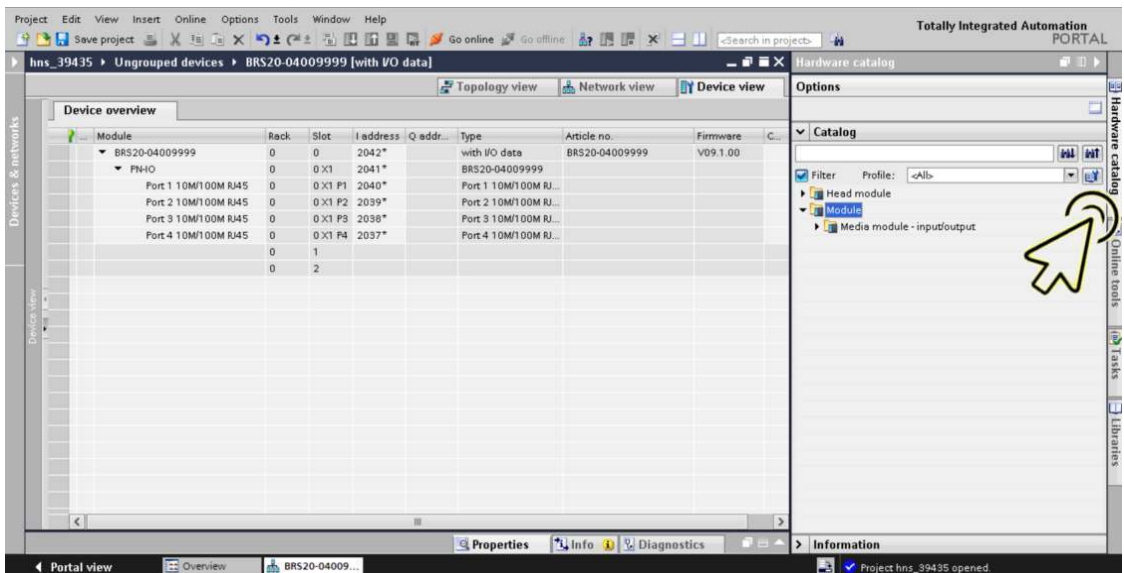 Project Edit View Insert Online Options Tools Window Help
Totally Integrated Automation
PORTAL
Save project Go online Go offline <Search in project>
hns_39435 ▸ Ungrouped devices ▸ BRS20-04009999 [with I/O data]
Hardware catalog
Topology view Network view Device view
Options
Device overview
Module Rack Slot I address Q addr... Type Article no. Firmware C...
BRS20-04009999 0 0 2042* with I/O data BRS20-04009999 V09.1.00
PN-IO 0 0 X1 2041* BRS20-04009999
Port 1 10M/100M RJ45 0 0 X1 P1 2040* Port 1 10M/100M RJ...
Port 2 10M/100M RJ45 0 0 X1 P2 2039* Port 2 10M/100M RJ...
Port 3 10M/100M RJ45 0 0 X1 P3 2038* Port 3 10M/100M RJ...
Port 4 10M/100M RJ45 0 0 X1 P4 2037* Port 4 10M/100M RJ...
0 1
0 2
Catalog
Filter Profile: <All>
Head module
Module
Media module - input/output
Devices & networks
Device view
Hardware catalog
Online tools
Tasks
Libraries
Properties Info Diagnostics
Information
Portal view Overview BRS20-04009...
Project hns_39435 opened.